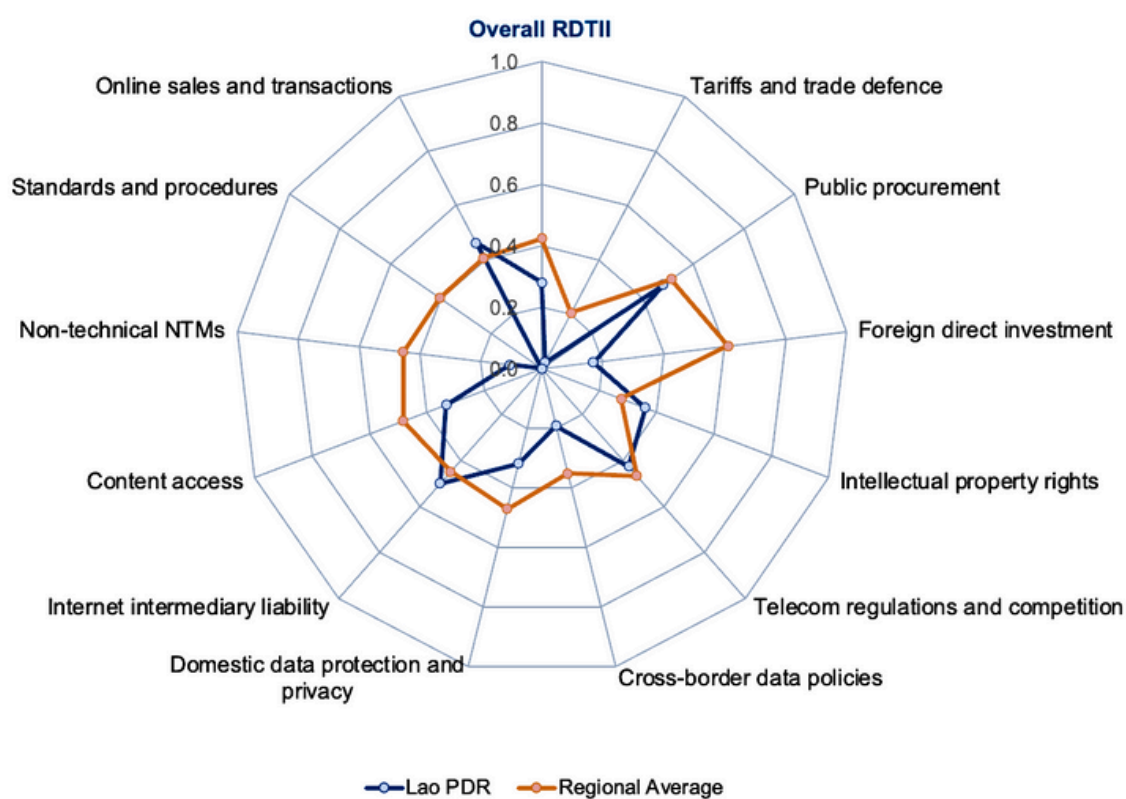 Overall RDTII
1.0
Online sales and transactions
Tariffs and trade defence
0.8
Standards and procedures
Public procurement
0.6
0.4
0.2
Non-technical NTMs
Foreign direct investment
0.0
Content access
Intellectual property rights
Internet intermediary liability
Telecom regulations and competition
Domestic data protection and
privacy
Cross-border data policies
Lao PDR
Regional Average